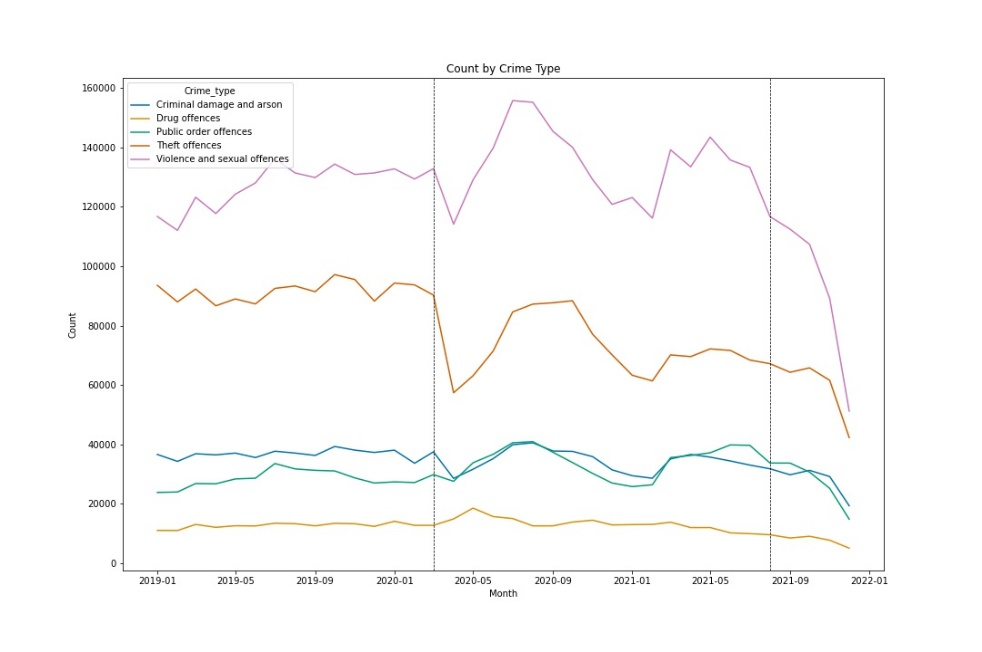 Count by Crime Type
Crime_type
Criminal damage and arson
Drug offences
Public order offences
Theft offences
Violence and sexual offences
160000
140000
120000
100000
80000
60000
40000
20000
0
Count
2019-01 2019-05 2019-09 2020-01 2020-05 2020-09 2021-01 2021-05 2021-09 2022-01
Month